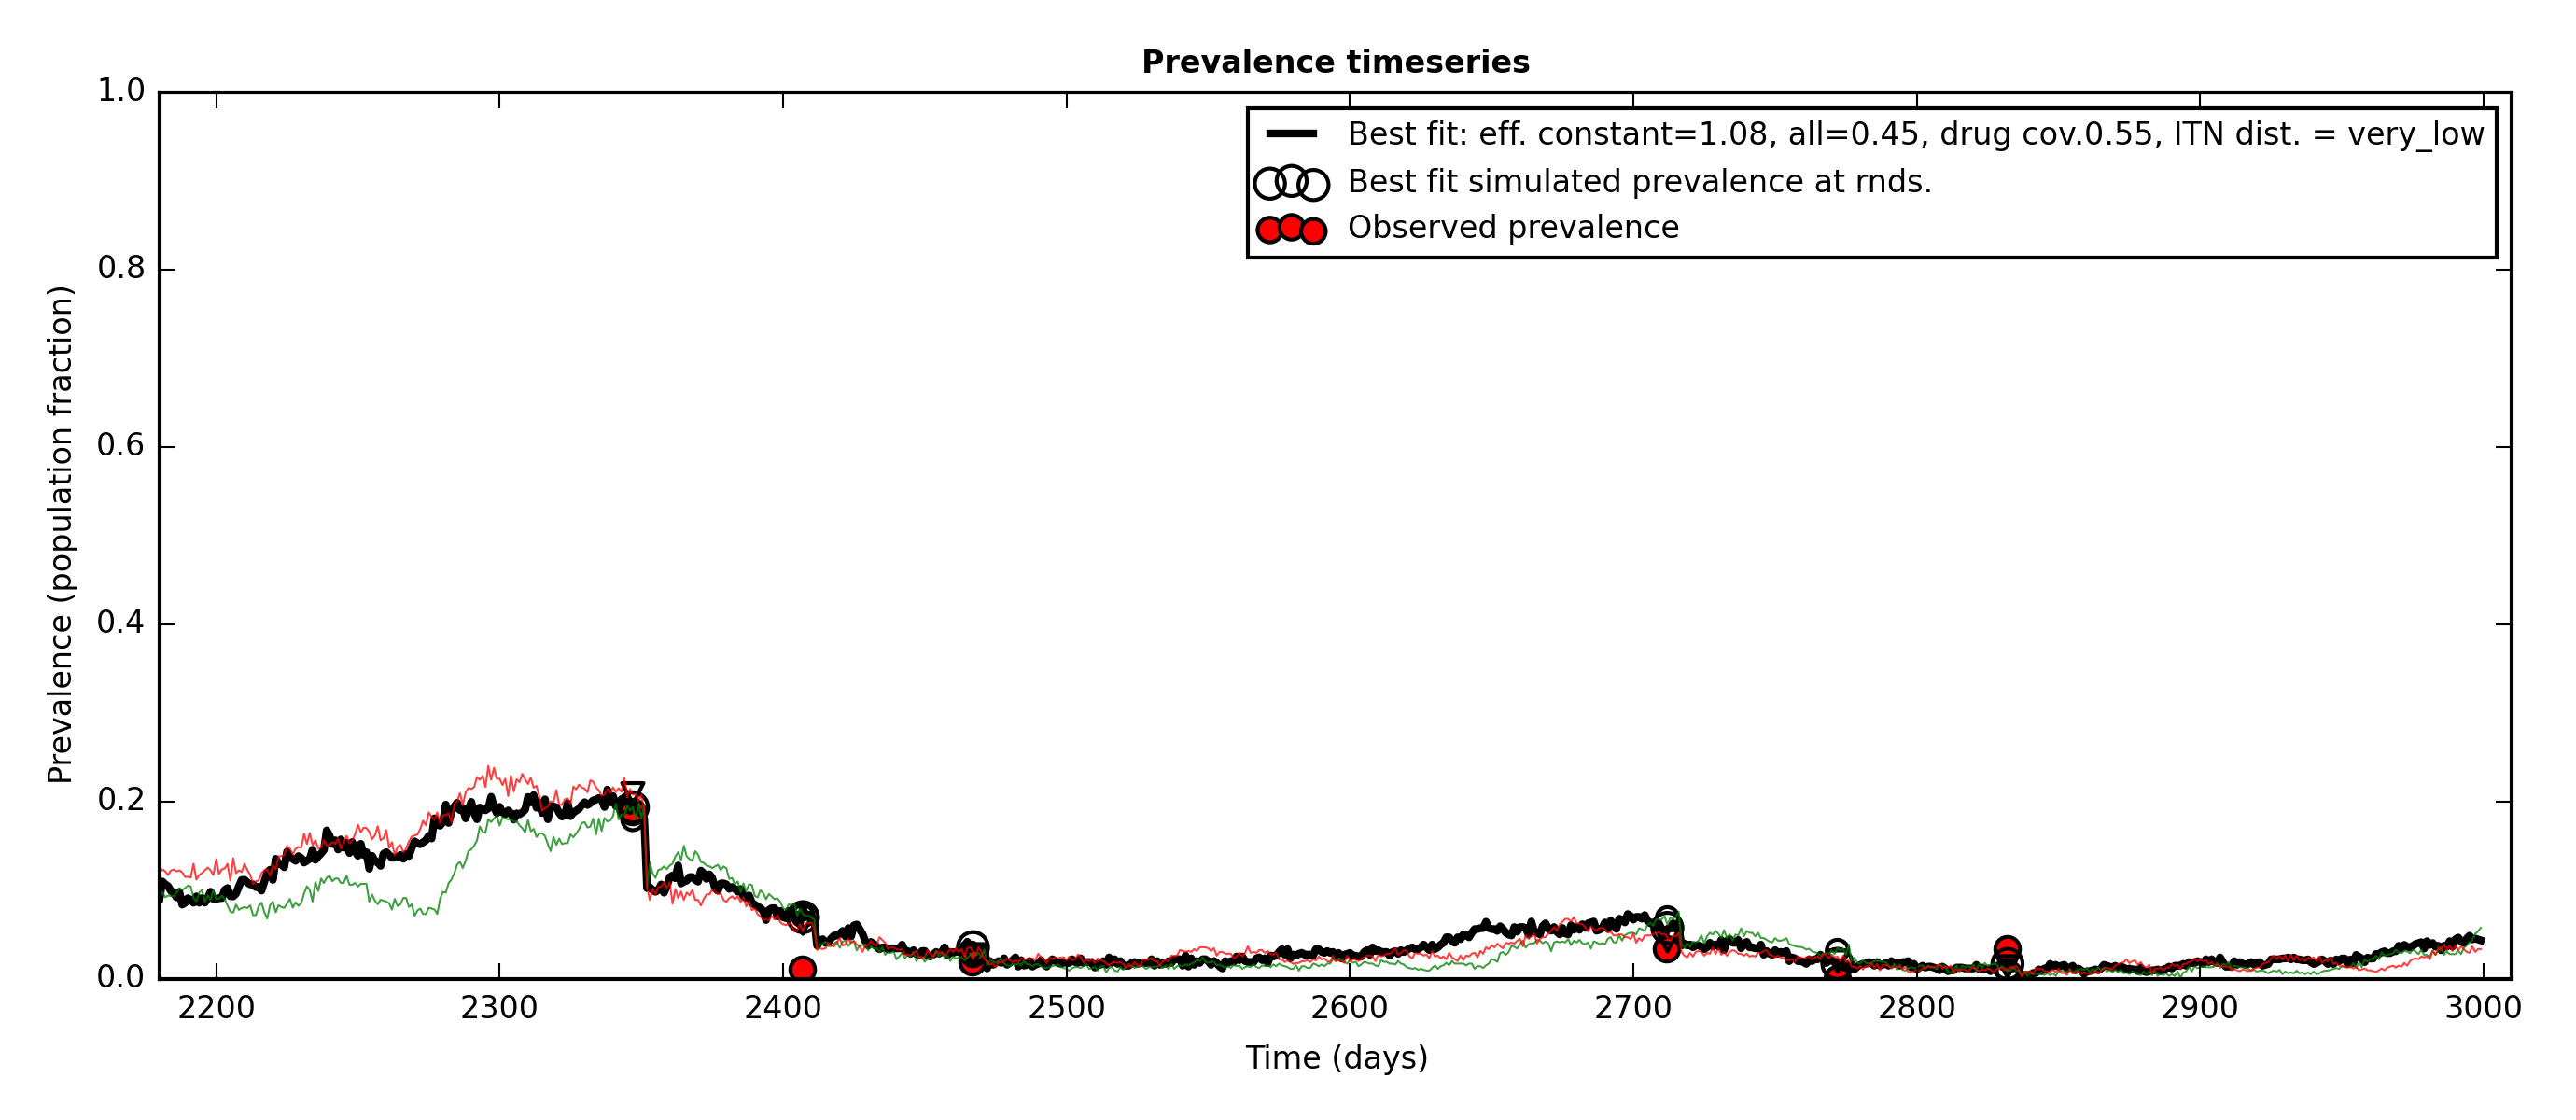 Prevalence timeseries
Best fit: eff. constant=1.08, all=0.45, drug cov.0.55, ITN dist. = very_low
Best fit simulated prevalence at rnds.
Observed prevalence
Prevalence (population fraction)
1.0
0.8
0.6
0.4
0.2
0.0
2200 2300 2400 2500 2600 2700 2800 2900 3000
Time (days)